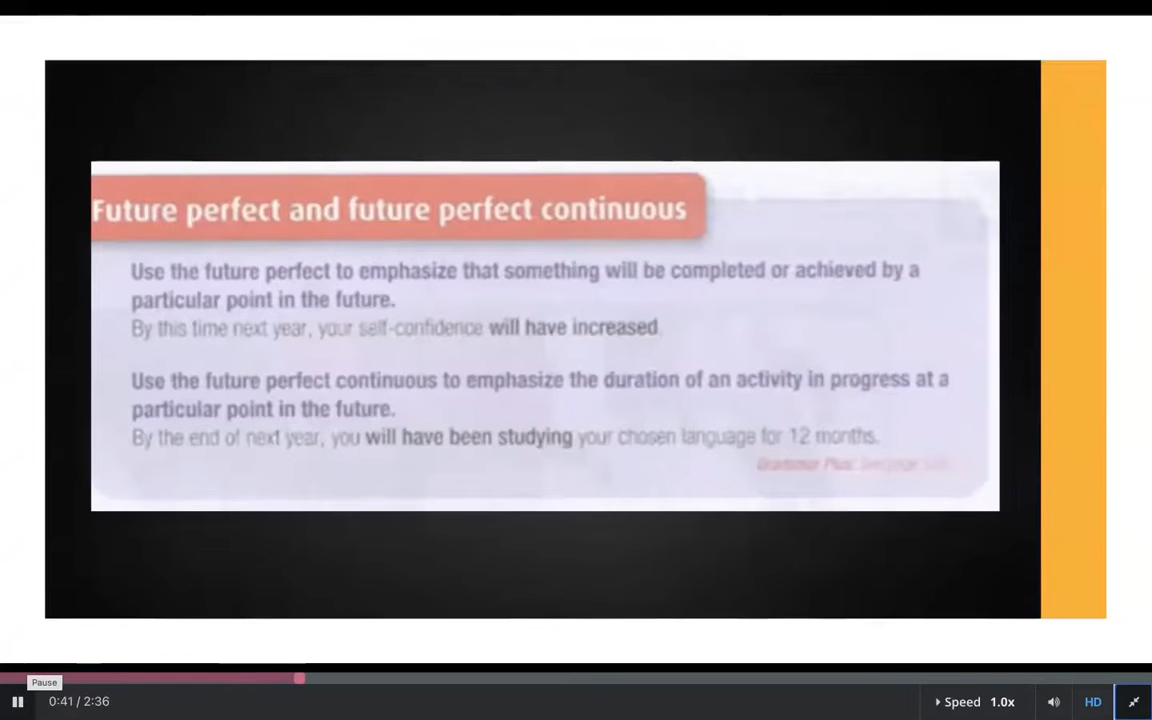 Future perfect and future perfect continuous
Use the future perfect to emphasize that something will be completed or achieved by a
particular point in the future.
By this time next year, your self-confidence will have increased.
Use the future perfect continuous to emphasize the duration of an activity in progress at a
particular point in the future.
By the end of next year, you will have been studying your chosen language for 12 months.
Grammar Plus: See page
Pause
0:41 / 2:36
Speed 1.0x
HD